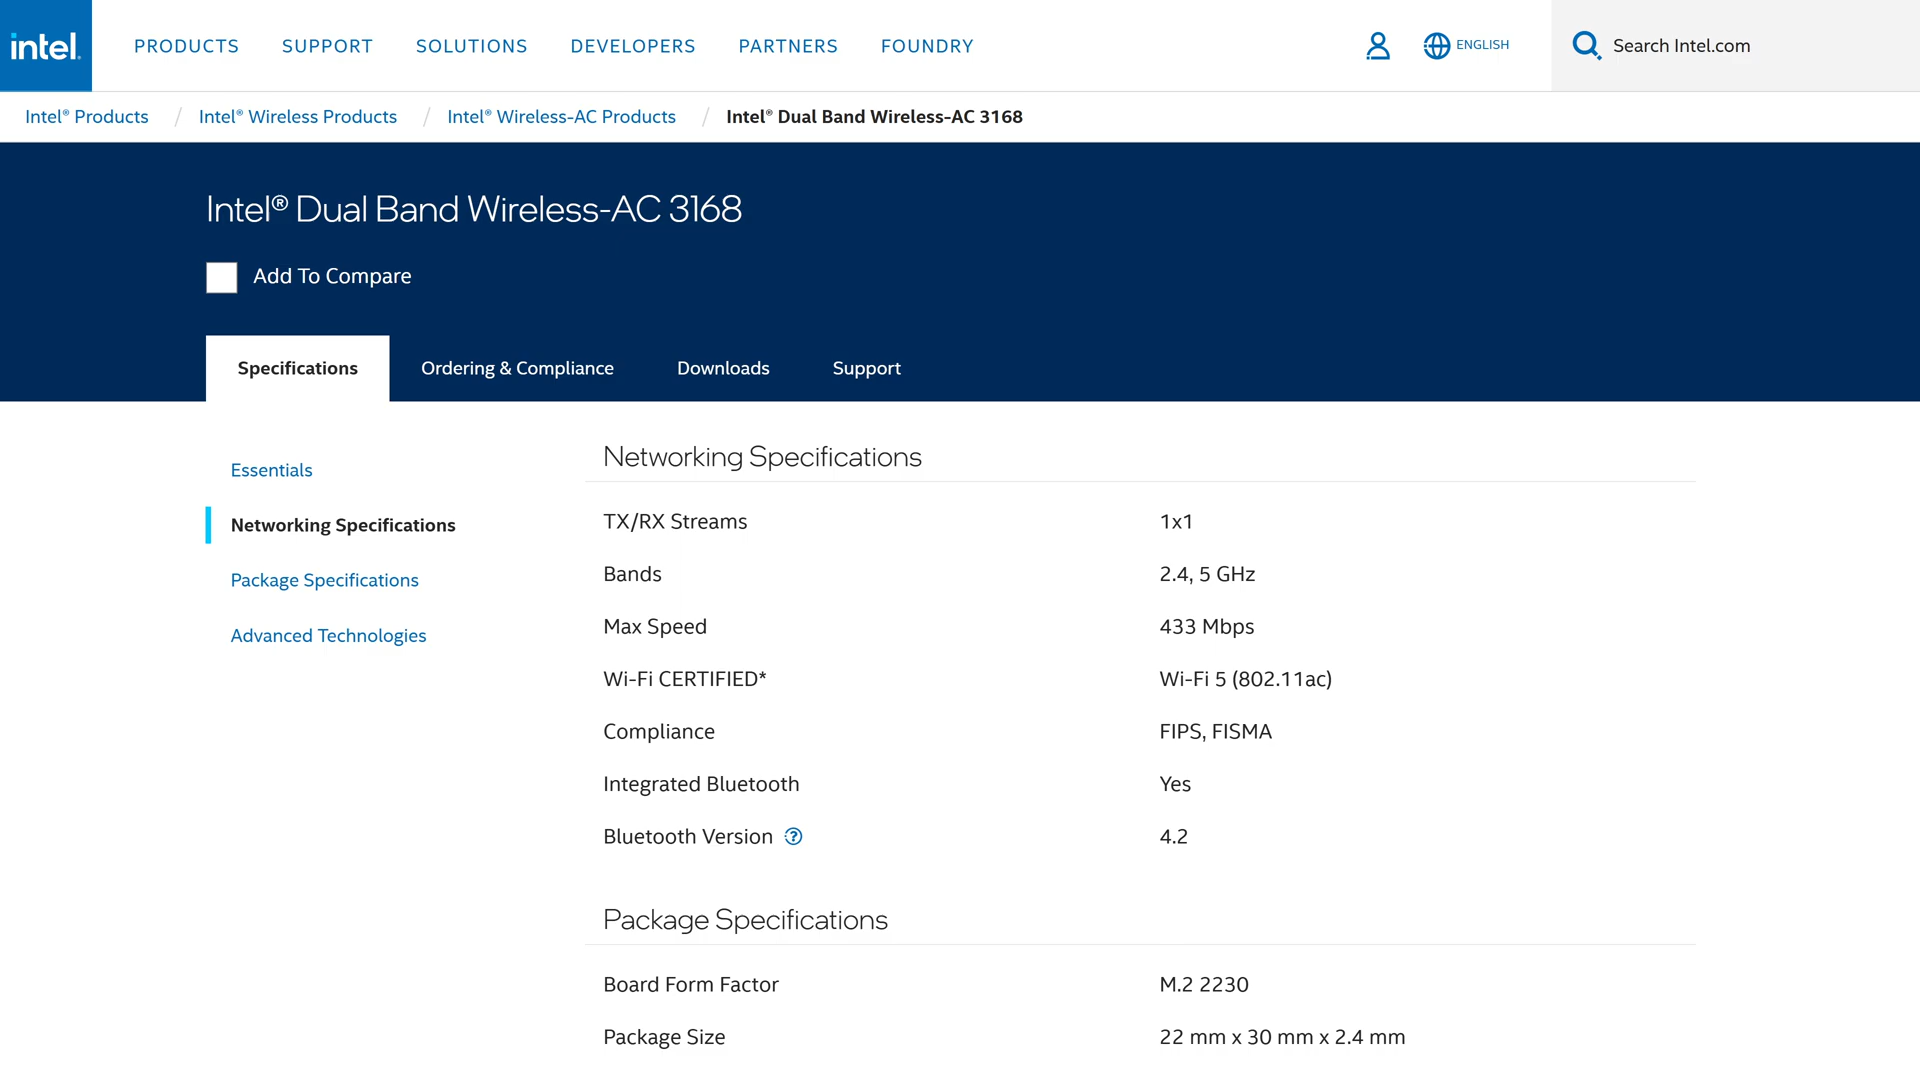 intel.
PRODUCTS SUPPORT SOLUTIONS DEVELOPERS PARTNERS FOUNDRY
ENGLISH
Search Intel.com
Intel® Products / Intel® Wireless Products / Intel® Wireless-AC Products / Intel® Dual Band Wireless-AC 3168
Intel® Dual Band Wireless-AC 3168
Add To Compare
Specifications Ordering & Compliance Downloads Support
Essentials
Networking Specifications
Package Specifications
Advanced Technologies
Networking Specifications
TX/RX Streams 1x1
Bands 2.4, 5 GHz
Max Speed 433 Mbps
Wi-Fi CERTIFIED* Wi-Fi 5 (802.11ac)
Compliance FIPS, FISMA
Integrated Bluetooth Yes
Bluetooth Version ? 4.2
Package Specifications
Board Form Factor M.2 2230
Package Size 22 mm x 30 mm x 2.4 mm